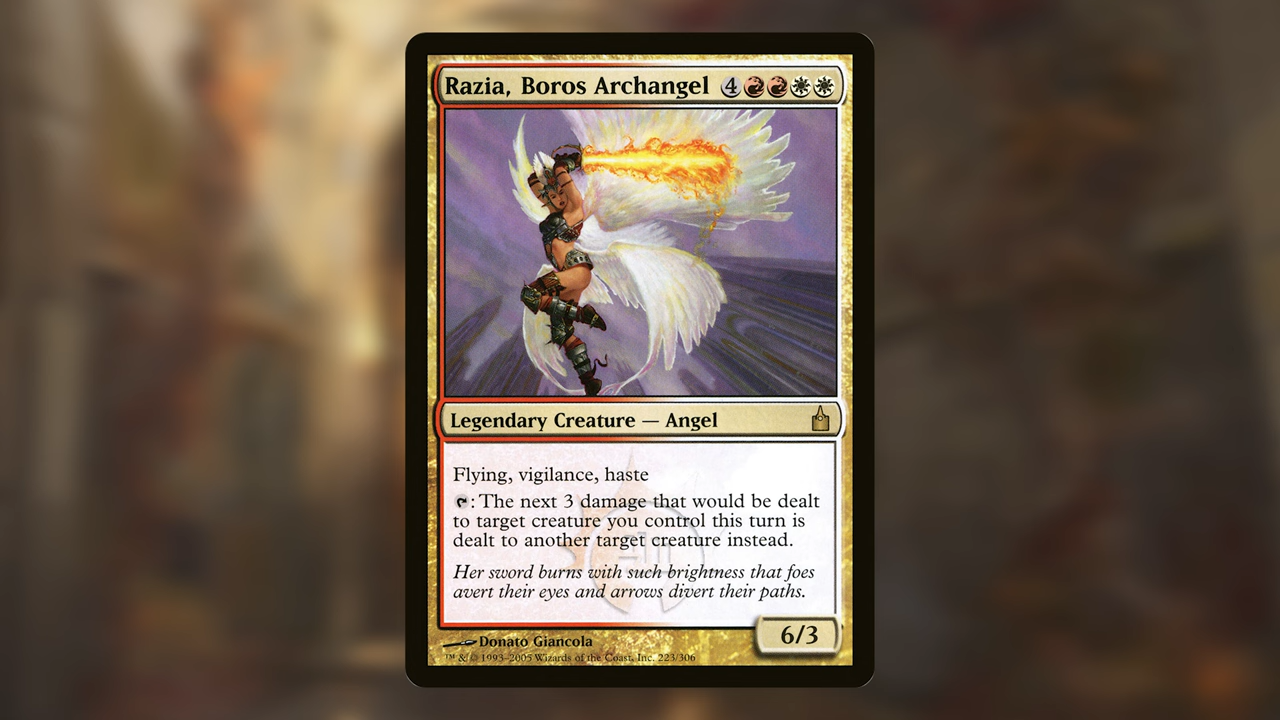 Razia, Boros Archangel 4
Legendary Creature — Angel
Flying, vigilance, haste
: The next 3 damage that would be dealt
to target creature you control this turn is
dealt to another target creature instead.
Her sword burns with such brightness that foes
avert their eyes and arrows divert their paths.
6/3
Donato Giancola
™ & © 1993–2005 Wizards of the Coast, Inc. 223/306